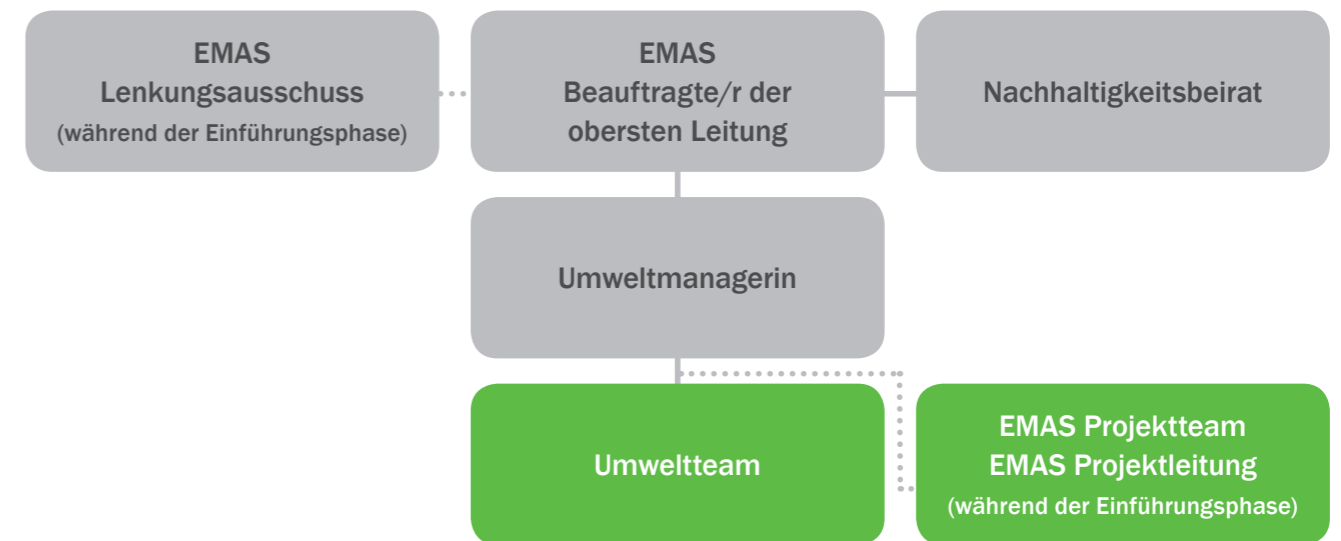 EMAS
Lenkungsausschuss
(während der Einführungsphase)
EMAS
Beauftragte/r der
obersten Leitung
Nachhaltigkeitsbeirat
Umweltmanagerin
Umweltteam
EMAS Projektteam
EMAS Projektleitung
(während der Einführungsphase)